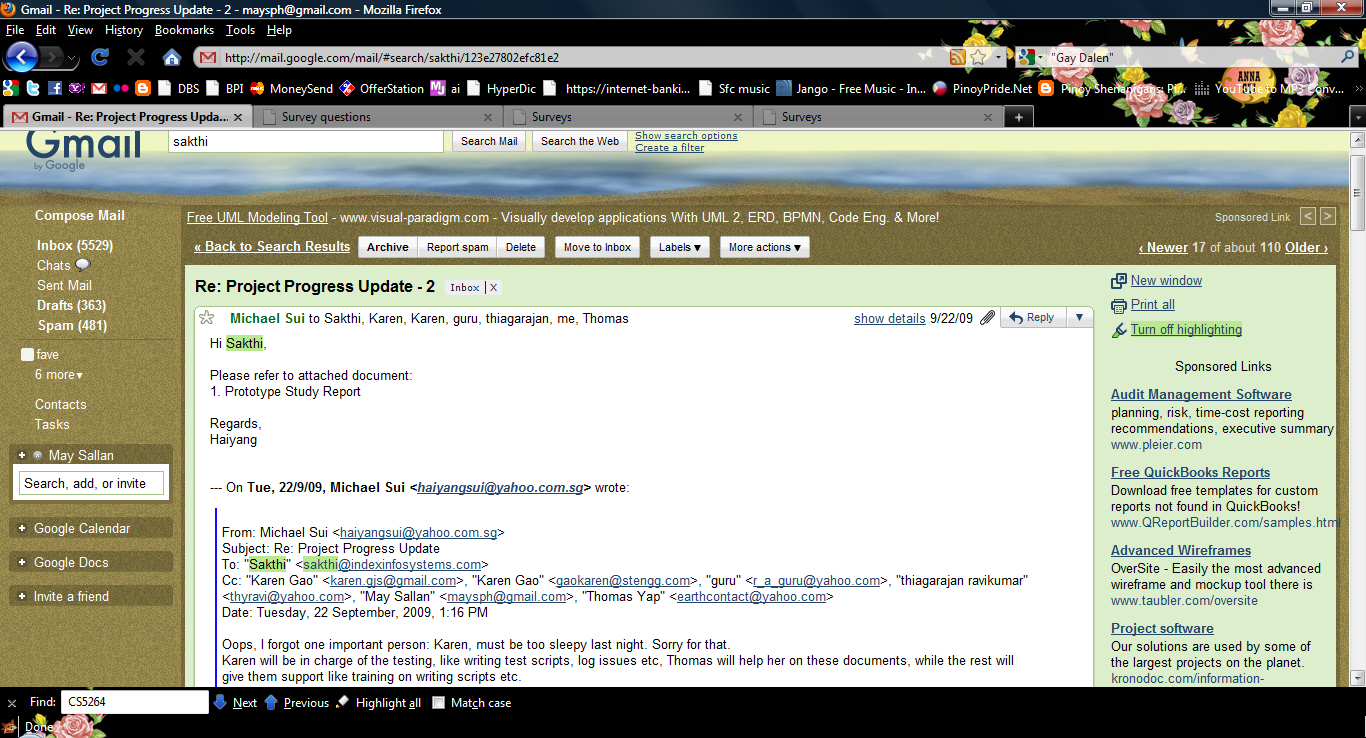 Gmail - Re: Project Progress Update - 2 - maysph@gmail.com - Mozilla Firefox
File Edit View History Bookmarks Tools Help
http://mail.google.com/mail/#search/sakthi/123e27802efc81e2
"Gay Dalen"
DBS BPI MoneySend OfferStation ai HyperDic https://internet-banki... Sfc music Jango - Free Music - In... PinoyPride.Net Pinoy Shenanigans: Pi... YouTube to MP3 Conv...
ANNA
Gmail - Re: Project Progress Upda... Survey questions Surveys Surveys
Gmail
by Google
sakthi
Search Mail Search the Web
Show search options
Create a filter
Compose Mail
Inbox (5529)
Chats
Sent Mail
Drafts (363)
Spam (481)
fave
6 more▾
Contacts
Tasks
May Sallan
Search, add, or invite
Google Calendar
Google Docs
Invite a friend
Free UML Modeling Tool - www.visual-paradigm.com - Visually develop applications With UML 2, ERD, BPMN, Code Eng. & More!
Sponsored Link < >
« Back to Search Results Archive Report spam Delete Move to Inbox Labels ▾ More actions ▾
‹ Newer 17 of about 110 Older ›
Re: Project Progress Update - 2 Inbox | X
Michael Sui to Sakthi, Karen, Karen, guru, thiagarajan, me, Thomas
show details 9/22/09 Reply
Hi Sakthi,
Please refer to attached document:
1. Prototype Study Report
Regards,
Haiyang
--- On Tue, 22/9/09, Michael Sui <haiyangsui@yahoo.com.sg> wrote:
From: Michael Sui <haiyangsui@yahoo.com.sg>
Subject: Re: Project Progress Update
To: "Sakthi" <sakthi@indexinfosystems.com>
Cc: "Karen Gao" <karen.gjs@gmail.com>, "Karen Gao" <gaokaren@stengg.com>, "guru" <r_a_guru@yahoo.com>, "thiagarajan ravikumar"
<thyravi@yahoo.com>, "May Sallan" <maysph@gmail.com>, "Thomas Yap" <earthcontact@yahoo.com>
Date: Tuesday, 22 September, 2009, 1:16 PM
Oops, I forgot one important person: Karen, must be too sleepy last night. Sorry for that.
Karen will be in charge of the testing, like writing test scripts, log issues etc, Thomas will help her on these documents, while the rest will
give them support like training on writing scripts etc.
New window
Print all
Turn off highlighting
Sponsored Links
Audit Management Software
planning, risk, time-cost reporting
recommendations, executive summary
www.pleier.com
Free QuickBooks Reports
Download free templates for custom
reports not found in QuickBooks!
www.QReportBuilder.com/samples.html
Advanced Wireframes
OverSite - Easily the most advanced
wireframe and mockup tool there is
www.taubler.com/oversite
Project software
Our solutions are used by some of
the largest projects on the planet.
kronodoc.com/information-
Find: CS5264 Next Previous Highlight all Match case
Done